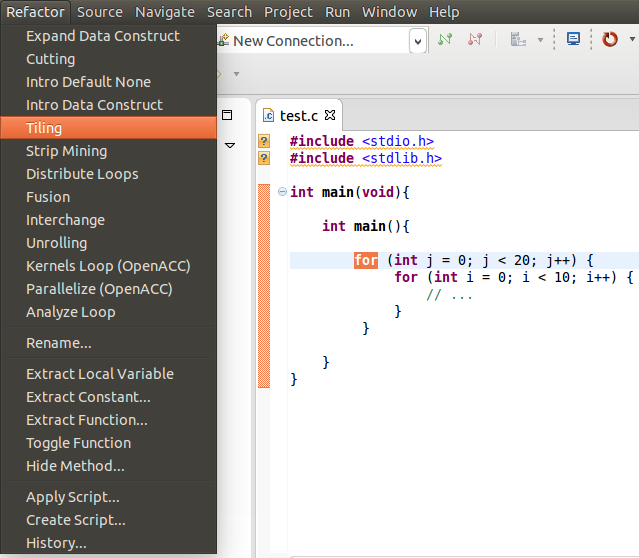 Refactor Source Navigate Search Project Run Window Help
Expand Data Construct
Cutting
Intro Default None
Intro Data Construct
Tiling
Strip Mining
Distribute Loops
Fusion
Interchange
Unrolling
Kernels Loop (OpenACC)
Parallelize (OpenACC)
Analyze Loop
Rename...
Extract Local Variable
Extract Constant...
Extract Function...
Toggle Function
Hide Method...
Apply Script...
Create Script...
History...
New Connection...
test.c
#include <stdio.h>
#include <stdlib.h>
int main(void){
int main(){
for (int j = 0; j < 20; j++) {
for (int i = 0; i < 10; i++) {
// ...
}
}
}
}